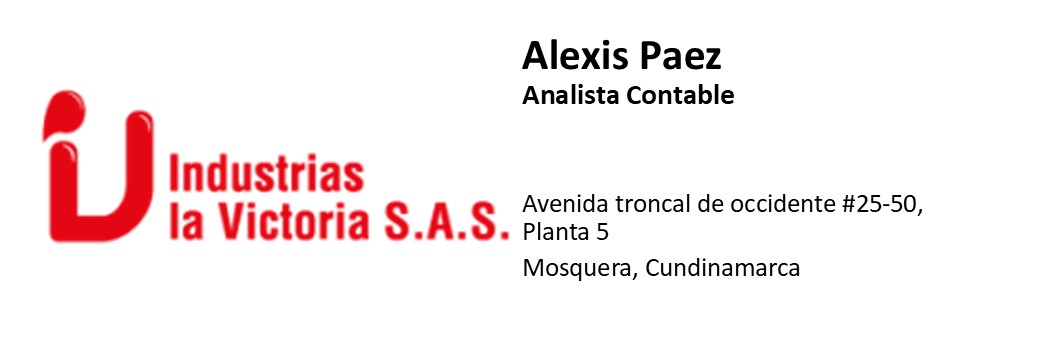 Alexis Paez
Analista Contable
Industrias
la Victoria S.A.S.
Avenida troncal de occidente #25-50,
Planta 5
Mosquera, Cundinamarca